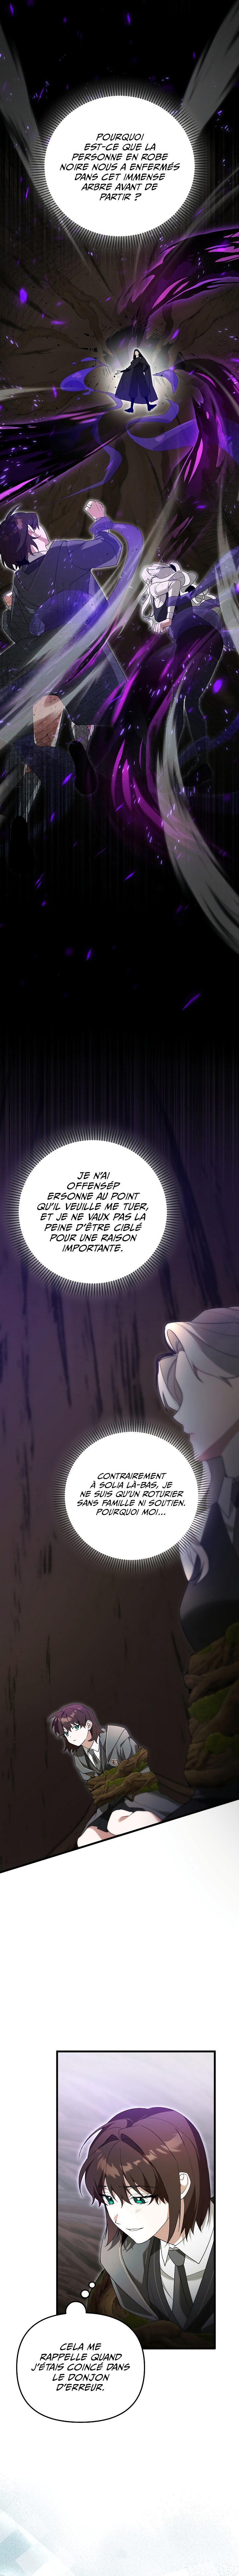 POURQUOI
EST-CE QUE LA
PERSONNE EN ROBE
NOIRE NOUS A ENFERMÉS
DANS CET IMMENSE
ARBRE AVANT DE
PARTIR ?
JE N'AI
OFFENSÉP
ERSONNE AU POINT
QU'IL VEUILLE ME TUER,
ET JE NE VAUX PAS LA
PEINE D'ÊTRE CIBLÉ
POUR UNE RAISON
IMPORTANTE.
CONTRAIREMENT
À SOLIA LÀ-BAS, JE
NE SUIS QU'UN ROTURIER
SANS FAMILLE NI SOUTIEN.
POURQUOI MOI...
CELA ME
RAPPELLE QUAND
J'ÉTAIS COINCÉ DANS
LE DONJON
D'ERREUR.